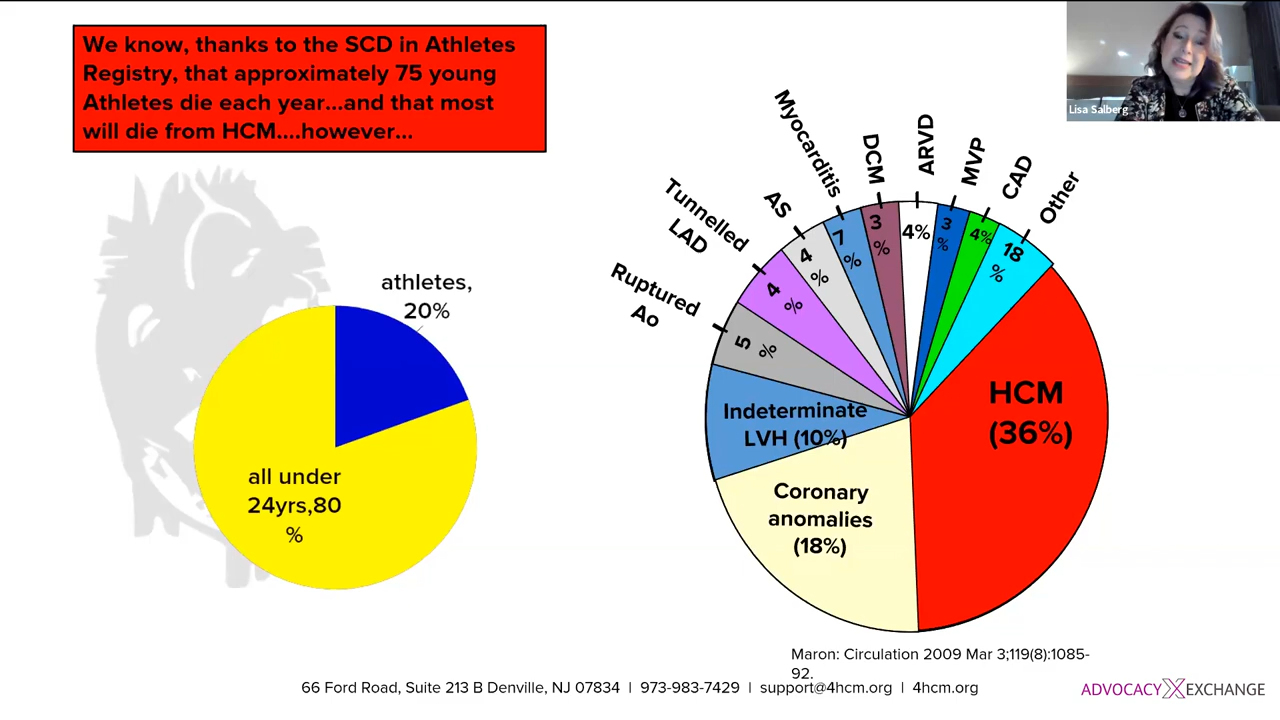 We know, thanks to the SCD in Athletes
Registry, that approximately 75 young
Athletes die each year...and that most
will die from HCM....however...
Lisa Salberg
athletes,
20%
all under
24yrs,80
%
Ruptured
Ao
Tunnelled
LAD
AS
Myocarditis
DCM
ARVD
MVP
CAD
Other
5
%
4
%
4
%
7
%
3
%
4%
3
%
4%
18
%
HCM
(36%)
Indeterminate
LVH (10%)
Coronary
anomalies
(18%)
Maron: Circulation 2009 Mar 3;119(8):1085-
92.
66 Ford Road, Suite 213 B Denville, NJ 07834 | 973-983-7429 | support@4hcm.org | 4hcm.org
ADVOCACY X EXCHANGE